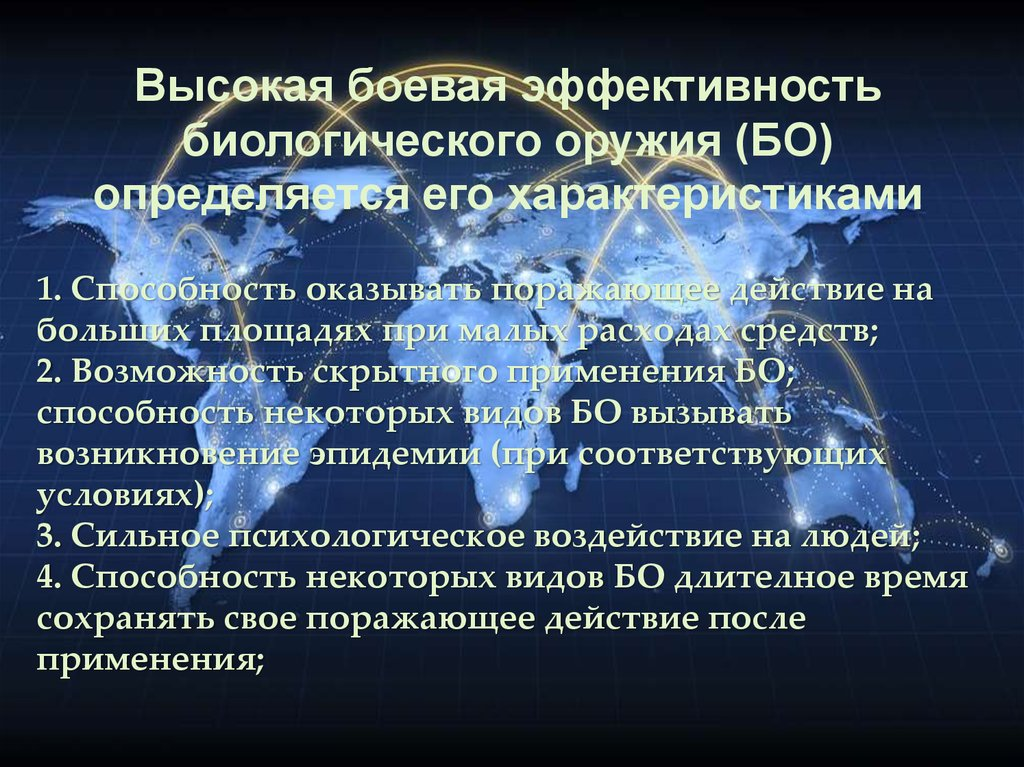 Высокая боевая эффективность
биологического оружия (БО)
определяется его характеристиками
1. Способность оказывать поражающее действие на
больших площадях при малых расходах средств;
2. Возможность скрытного применения БО;
способность некоторых видов БО вызывать
возникновение эпидемии (при соответствующих
условиях);
3. Сильное психологическое воздействие на людей;
4. Способность некоторых видов БО длителное время
сохранять свое поражающее действие после
применения;